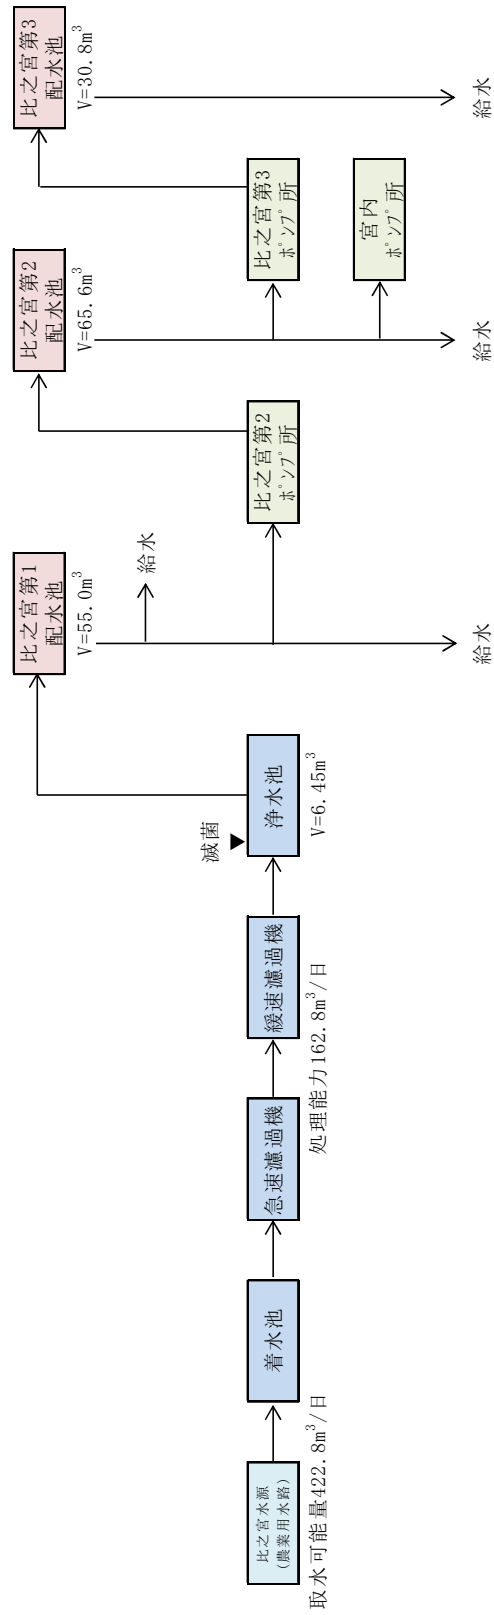 比之宮水源
(農業用水路)
取水可能量422.8m³/日
着水池
急速濾過機
緩速濾過機
処理能力162.8m³/日
滅菌
▼
浄水池
V=6.45m³
比之宮第1
配水池
V=55.0m³
給水
給水
比之宮第2
ﾎﾟﾝﾌﾟ所
比之宮第2
配水池
V=65.6m³
給水
比之宮第3
ﾎﾟﾝﾌﾟ所
宮内
ﾎﾟﾝﾌﾟ所
比之宮第3
配水池
V=30.8m³
給水